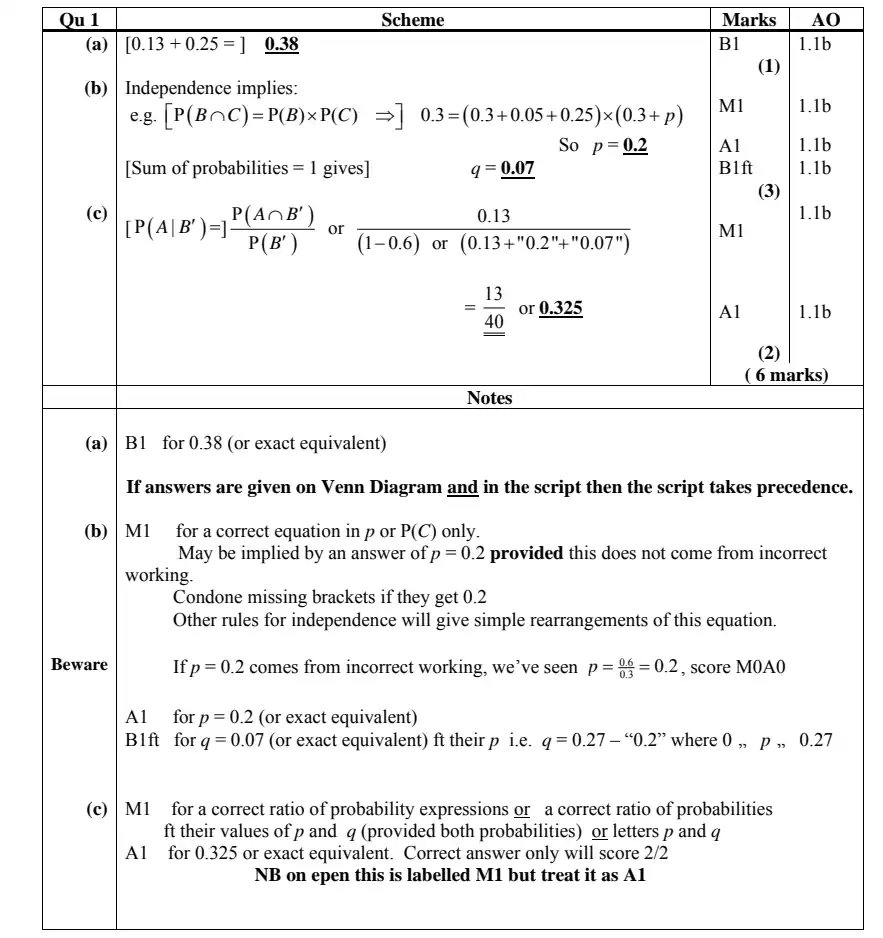 Qu 1 Scheme Marks AO
(a) [0.13 + 0.25 = ] 0.38 B1 1.1b
(1)
(b) Independence implies:
e.g. [P(B∩C) = P(B)×P(C) ⇒] 0.3 = (0.3+0.05+0.25)×(0.3+p) M1 1.1b
So p = 0.2 A1 1.1b
[Sum of probabilities = 1 gives] q = 0.07 B1ft 1.1b
(3)
(c) [P(A|B′)=] P(A∩B′)/P(B′) or 0.13/((1−0.6) or (0.13+"0.2"+"0.07")) M1 1.1b
= 13/40 or 0.325 A1 1.1b
(2)
( 6 marks)
Notes
(a) B1 for 0.38 (or exact equivalent)
If answers are given on Venn Diagram and in the script then the script takes precedence.
(b) M1 for a correct equation in p or P(C) only.
May be implied by an answer of p = 0.2 provided this does not come from incorrect
working.
Condone missing brackets if they get 0.2
Other rules for independence will give simple rearrangements of this equation.
Beware If p = 0.2 comes from incorrect working, we’ve seen p = 0.6/0.3 = 0.2, score M0A0
A1 for p = 0.2 (or exact equivalent)
B1ft for q = 0.07 (or exact equivalent) ft their p i.e. q = 0.27 – “0.2” where 0 „ p „ 0.27
(c) M1 for a correct ratio of probability expressions or a correct ratio of probabilities
ft their values of p and q (provided both probabilities) or letters p and q
A1 for 0.325 or exact equivalent. Correct answer only will score 2/2
NB on epen this is labelled M1 but treat it as A1